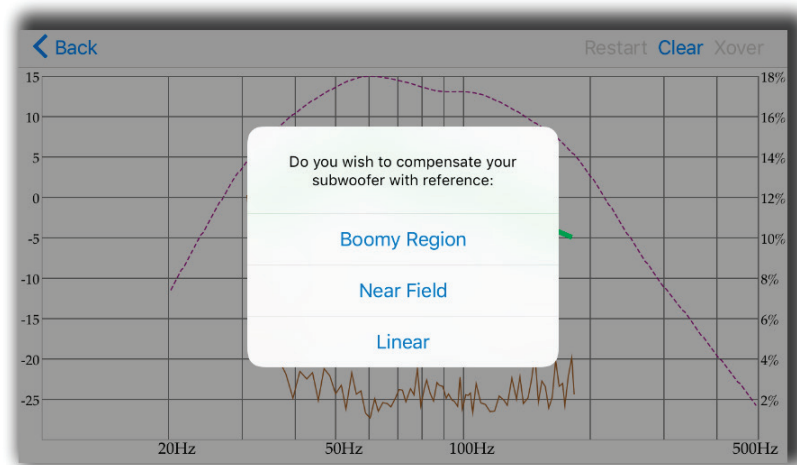 Back
Restart Clear Xover
15
10
5
0
-5
-10
-15
-20
-25
18%
16%
14%
12%
10%
8%
6%
4%
2%
Do you wish to compensate your
subwoofer with reference:
Boomy Region
Near Field
Linear
20Hz 50Hz 100Hz 500Hz